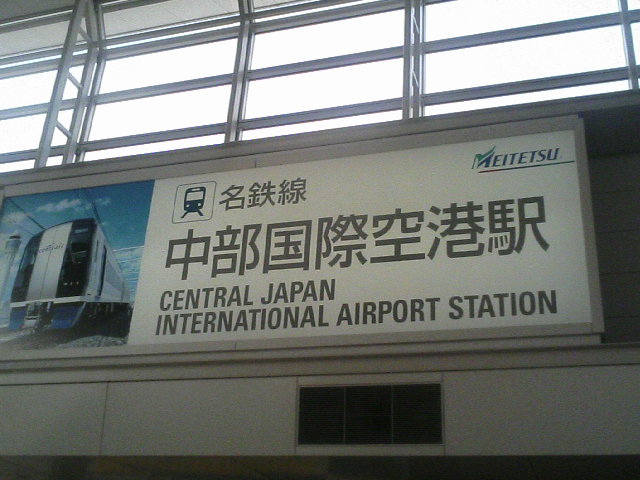 MEITETSU
名鉄線
中部国際空港駅
CENTRAL JAPAN
INTERNATIONAL AIRPORT STATION